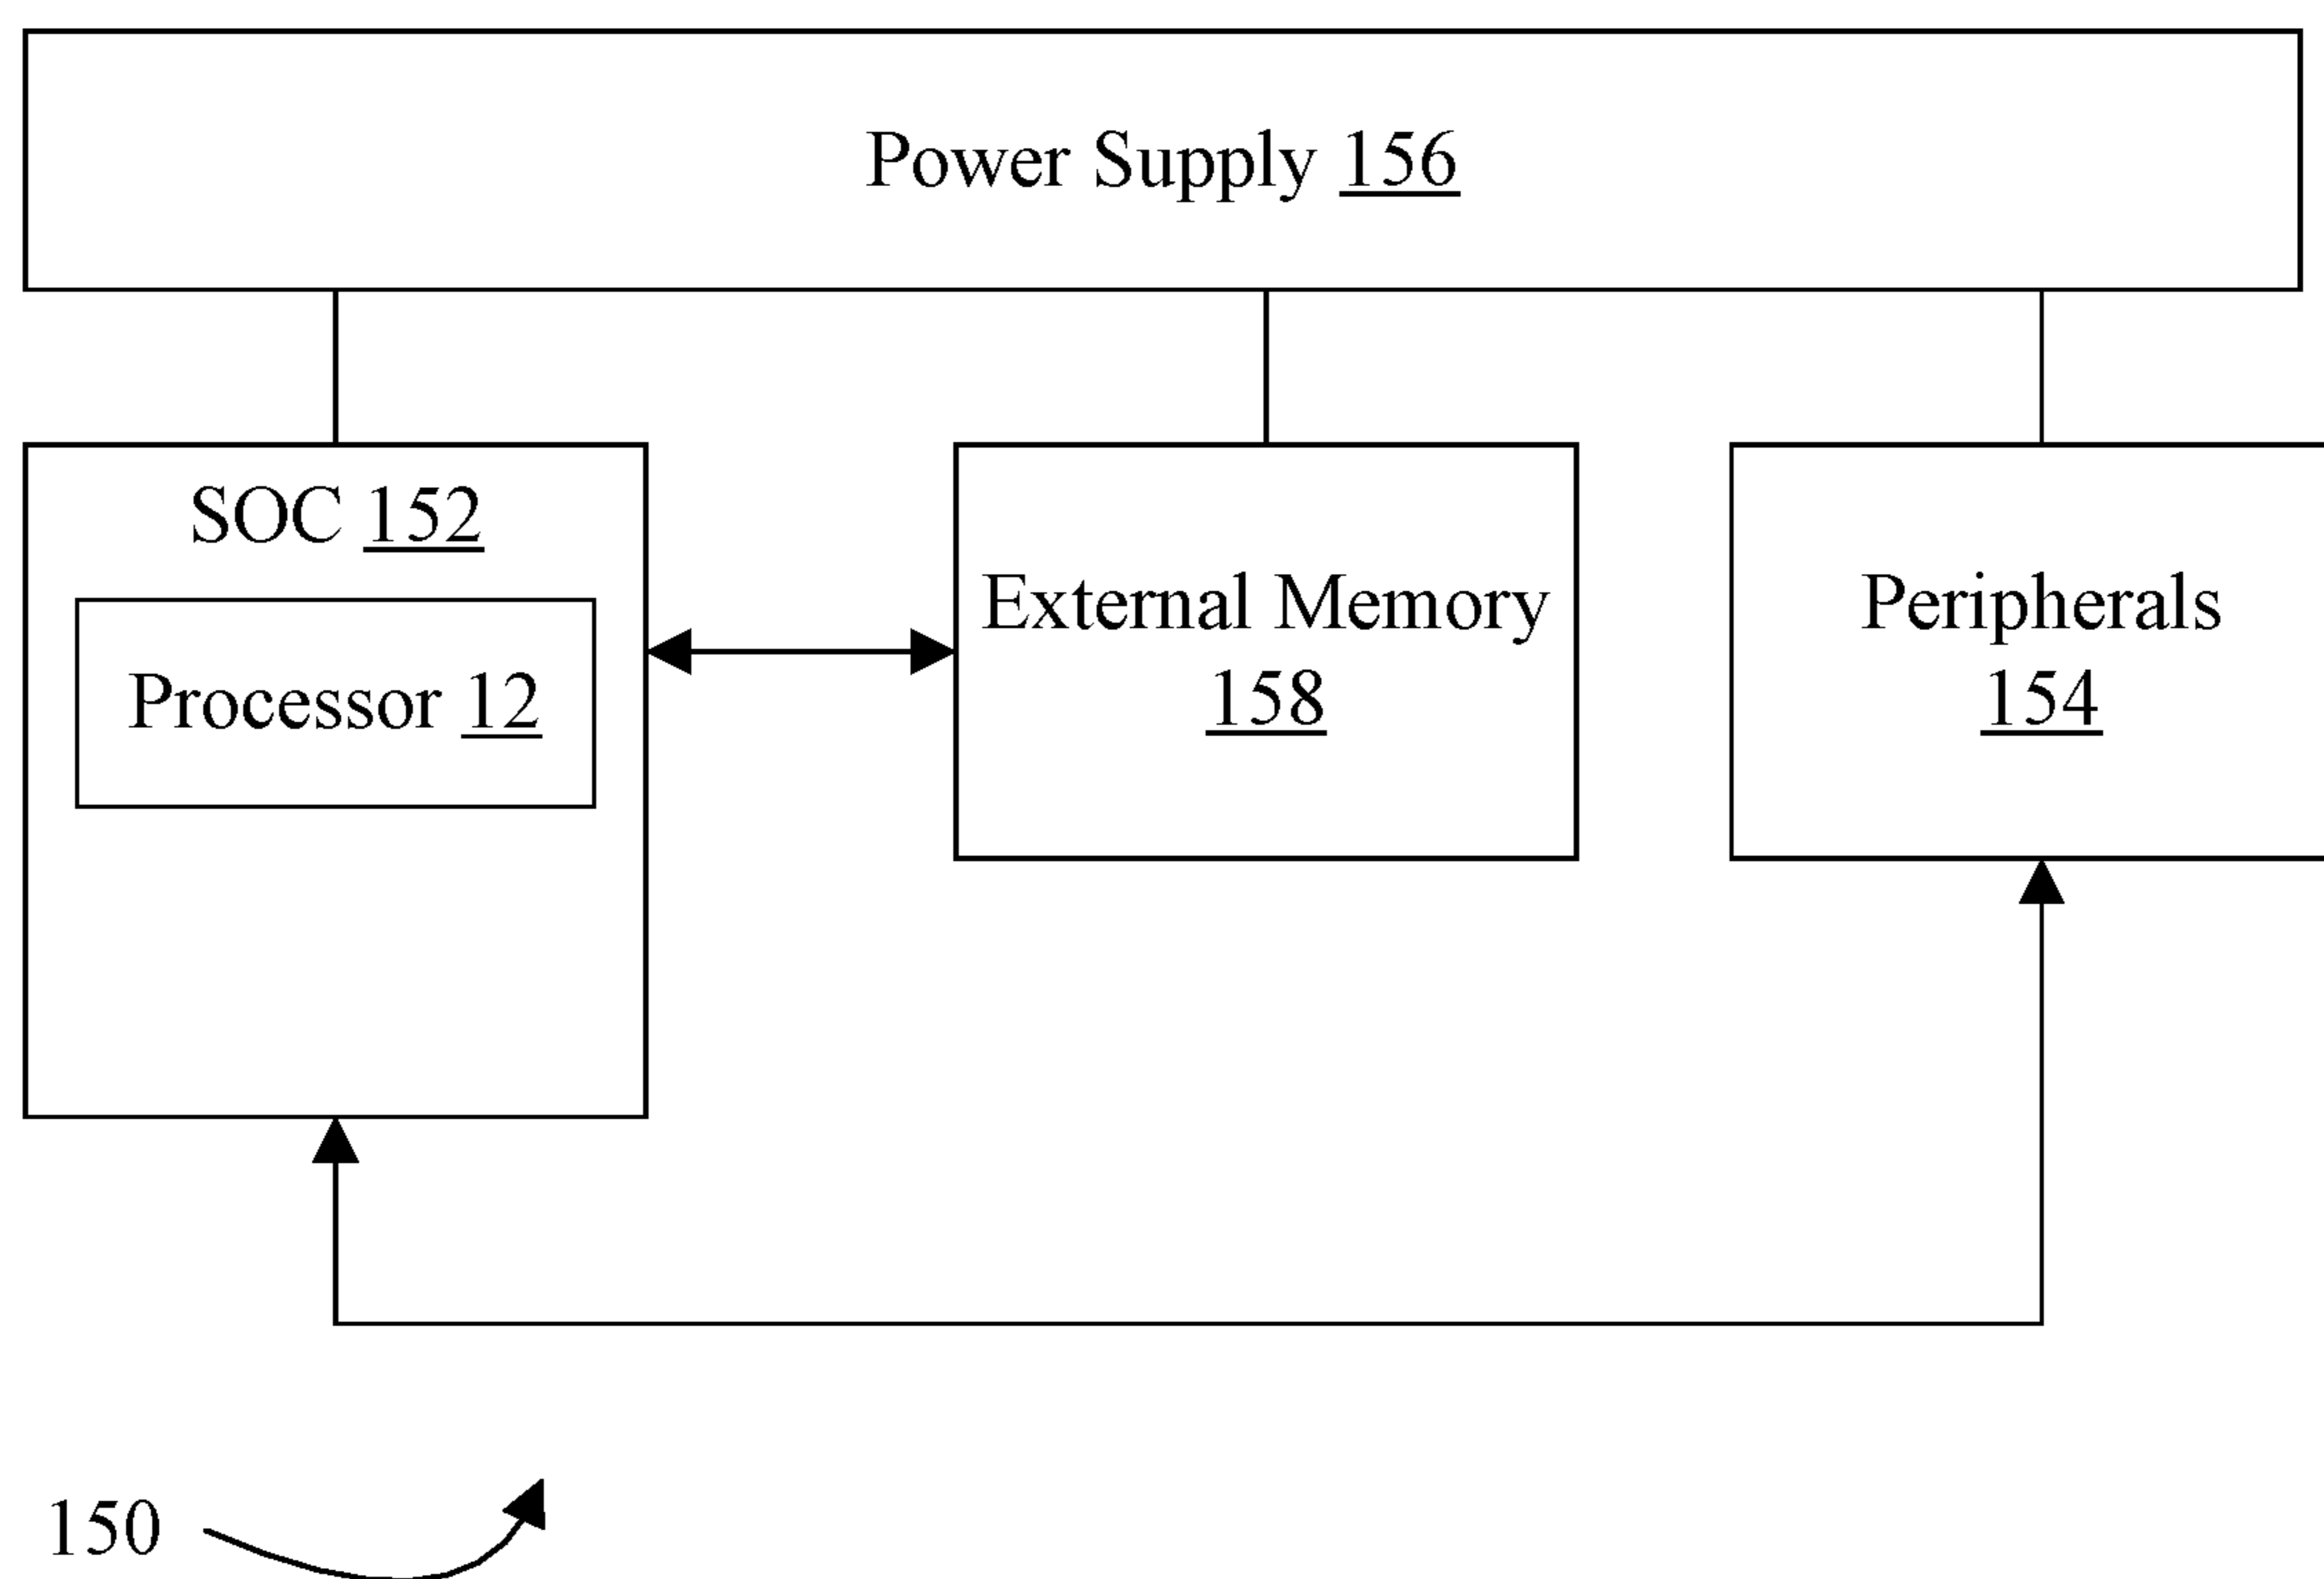 Power Supply 156
SOC 152
Processor 12
External Memory
158
Peripherals
154
150